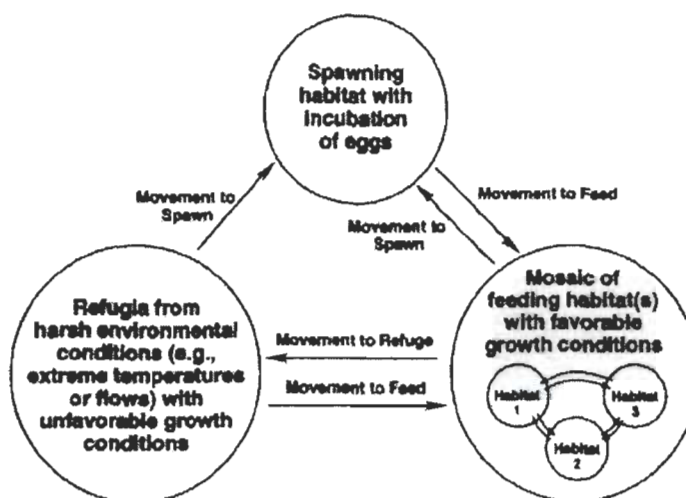 Spawning
habitat with
incubation
of eggs
Movement to
Spawn
Movement to Feed
Movement to
Spawn
Refugia from
harsh environmental
conditions (e.g.,
extreme temperatures
or flows) with
unfavorable growth
conditions
Movement to Refuge
Movement to Feed
Mosaic of
feeding habitat(s)
with favorable
growth conditions
Habitat
1
Habitat
3
Habitat
2